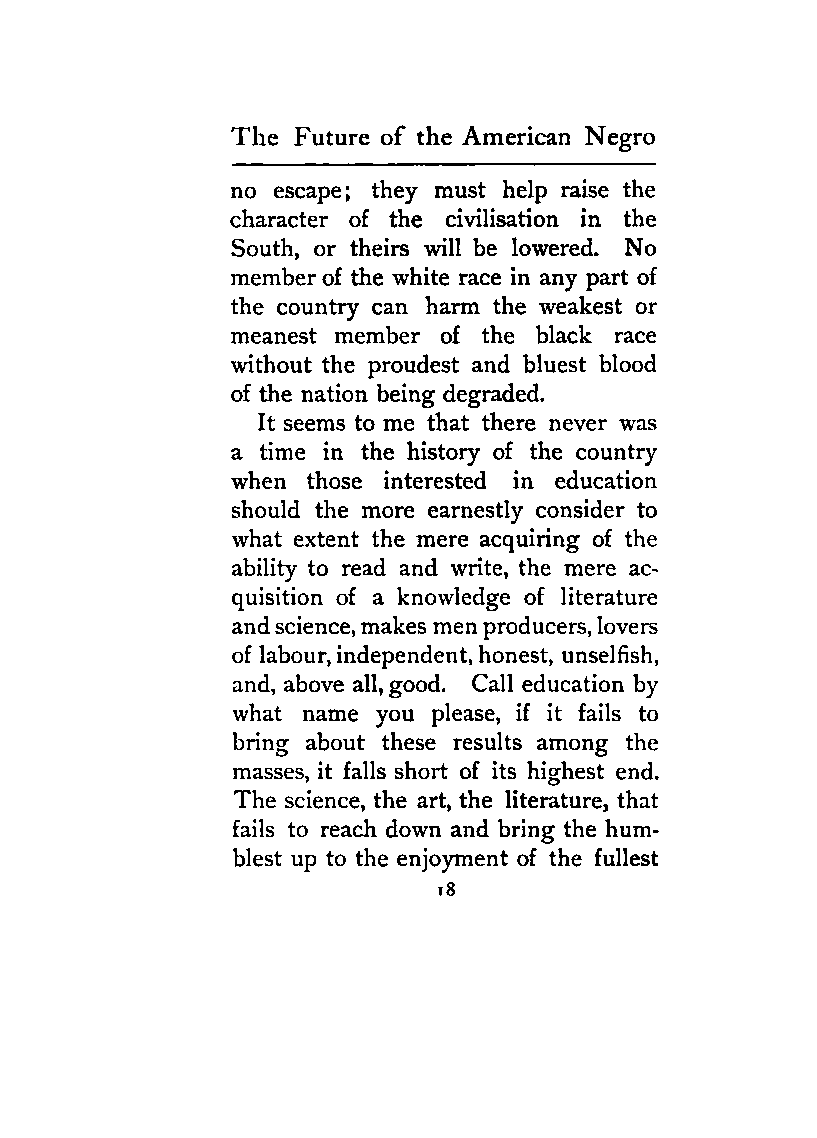 The Future of the American Negro
no escape; they must help raise the
character of the civilisation in the
South, or theirs will be lowered. No
member of the white race in any part of
the country can harm the weakest or
meanest member of the black race
without the proudest and bluest blood
of the nation being degraded.
It seems to me that there never was
a time in the history of the country
when those interested in education
should the more earnestly consider to
what extent the mere acquiring of the
ability to read and write, the mere ac-
quisition of a knowledge of literature
and science, makes men producers, lovers
of labour, independent, honest, unselfish,
and, above all, good. Call education by
what name you please, if it fails to
bring about these results among the
masses, it falls short of its highest end.
The science, the art, the literature, that
fails to reach down and bring the hum-
blest up to the enjoyment of the fullest
18